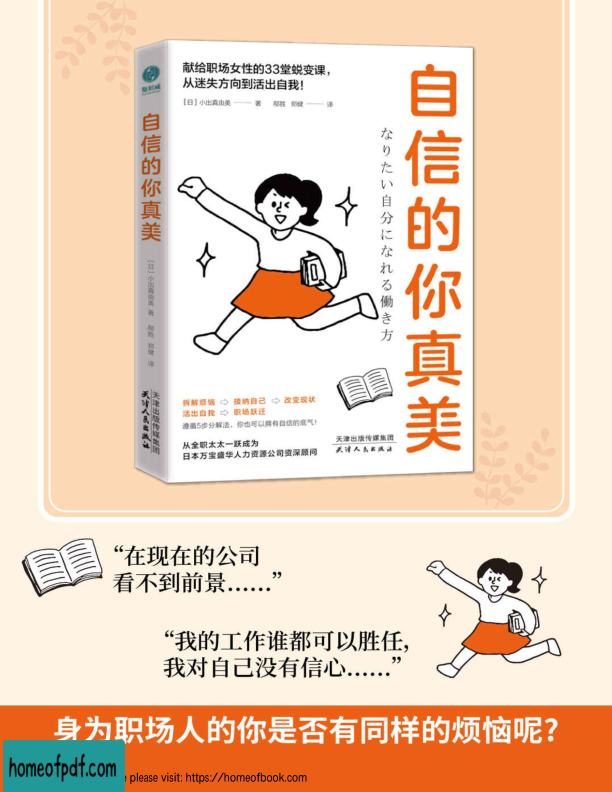 献给职场女性的33堂蜕变课，
从迷失方向到活出自我！
［日］小出真由美——著 郑健——译
自信的你真美
なりたい自分になれる働き方
拆解烦恼 接纳自己 改变现状
活出自我 职场跃迁
遵循5步分解法，你也可以拥有自信的底气！
从全职太太一跃成为
日本万宝盛华人力资源公司资深顾问
天津出版传媒集团
天津人民出版社
自信的你真美
［日］小出真由美 著
郑健 译
天津出版传媒集团
天津人民出版社
“在现在的公司
看不到前景……”
“我的工作谁都可以胜任，
我对自己没有信心……”
身为职场人的你是否有同样的烦恼呢？
homeofpdf.com
please visit: https://homeofbook.com